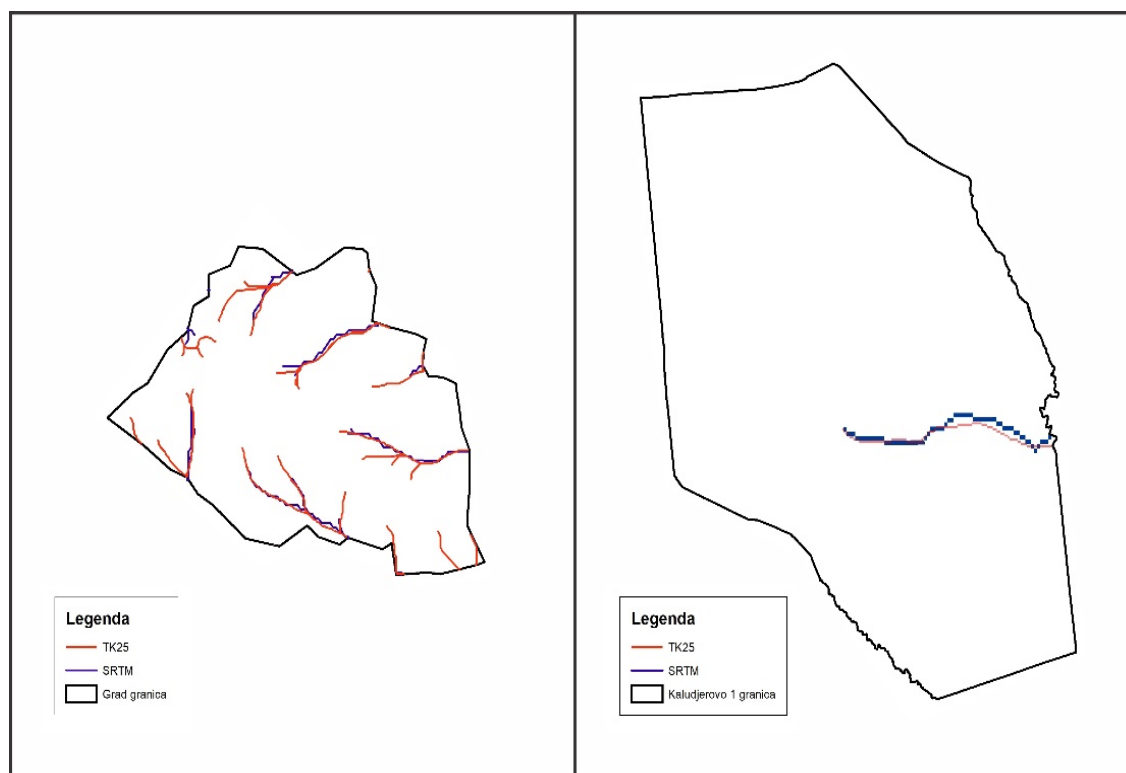 Legenda
TK25
SRTM
Grad granica
Legenda
TK25
SRTM
Kaludjerovo 1 granica